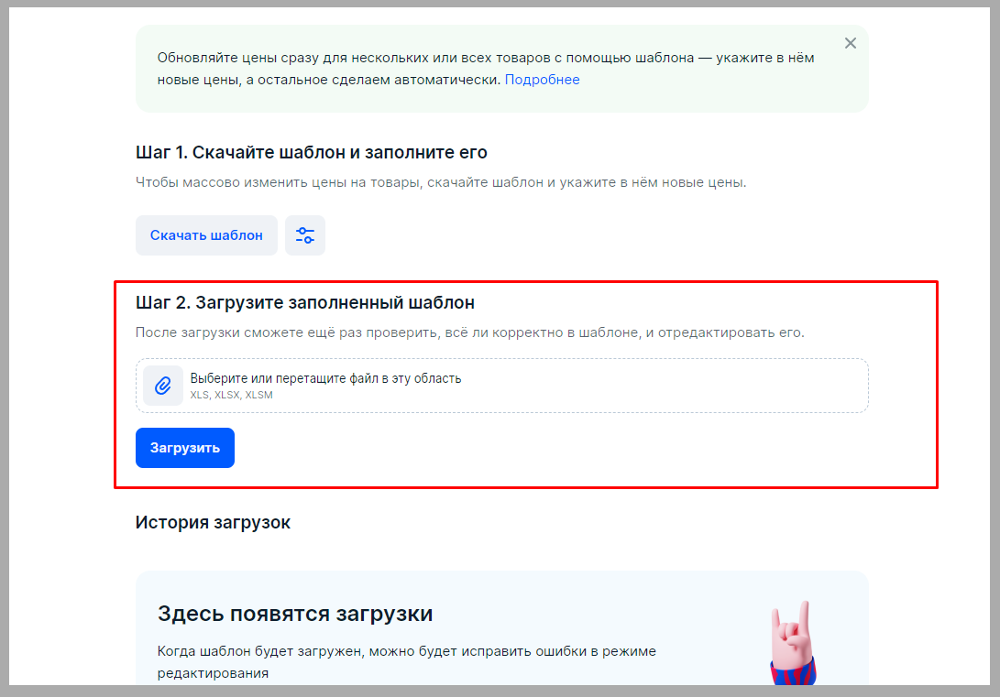 Обновляйте цены сразу для нескольких или всех товаров с помощью шаблона — укажите в нём
новые цены, а остальное сделаем автоматически. Подробнее
Шаг 1. Скачайте шаблон и заполните его
Чтобы массово изменить цены на товары, скачайте шаблон и укажите в нём новые цены.
Скачать шаблон
Шаг 2. Загрузите заполненный шаблон
После загрузки сможете ещё раз проверить, всё ли корректно в шаблоне, и отредактировать его.
Выберите или перетащите файл в эту область
XLS, XLSX, XLSM
Загрузить
История загрузок
Здесь появятся загрузки
Когда шаблон будет загружен, можно будет исправить ошибки в режиме
редактирования